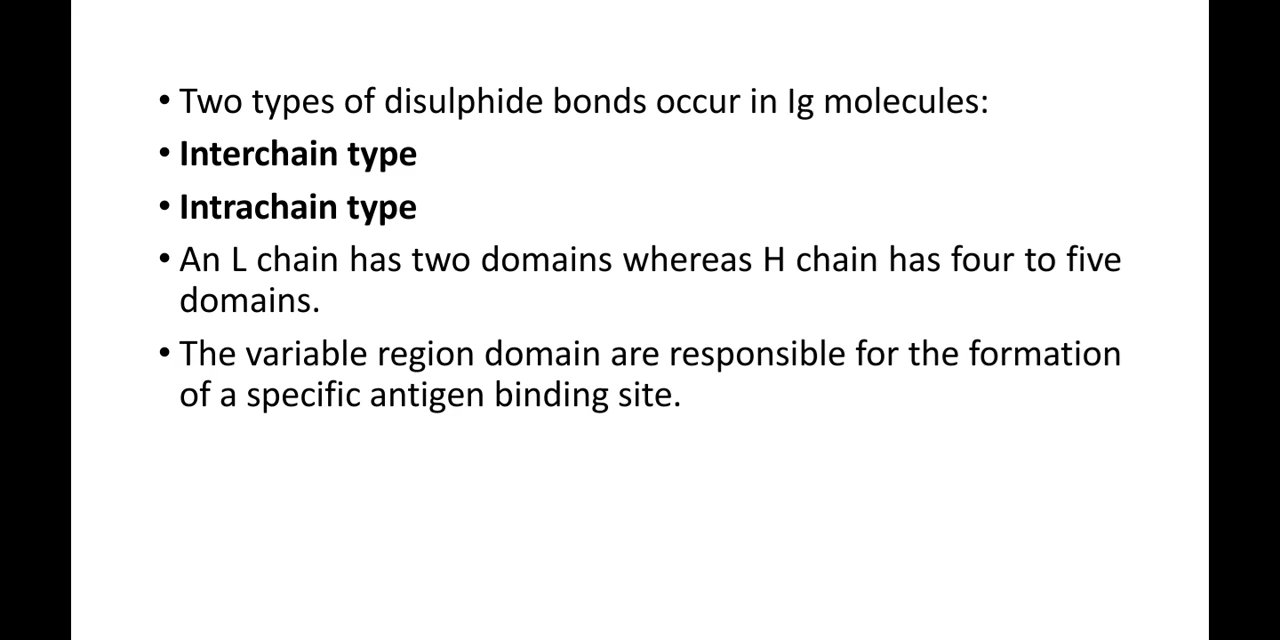 • Two types of disulphide bonds occur in Ig molecules:
• Interchain type
• Intrachain type
• An L chain has two domains whereas H chain has four to five
domains.
• The variable region domain are responsible for the formation
of a specific antigen binding site.